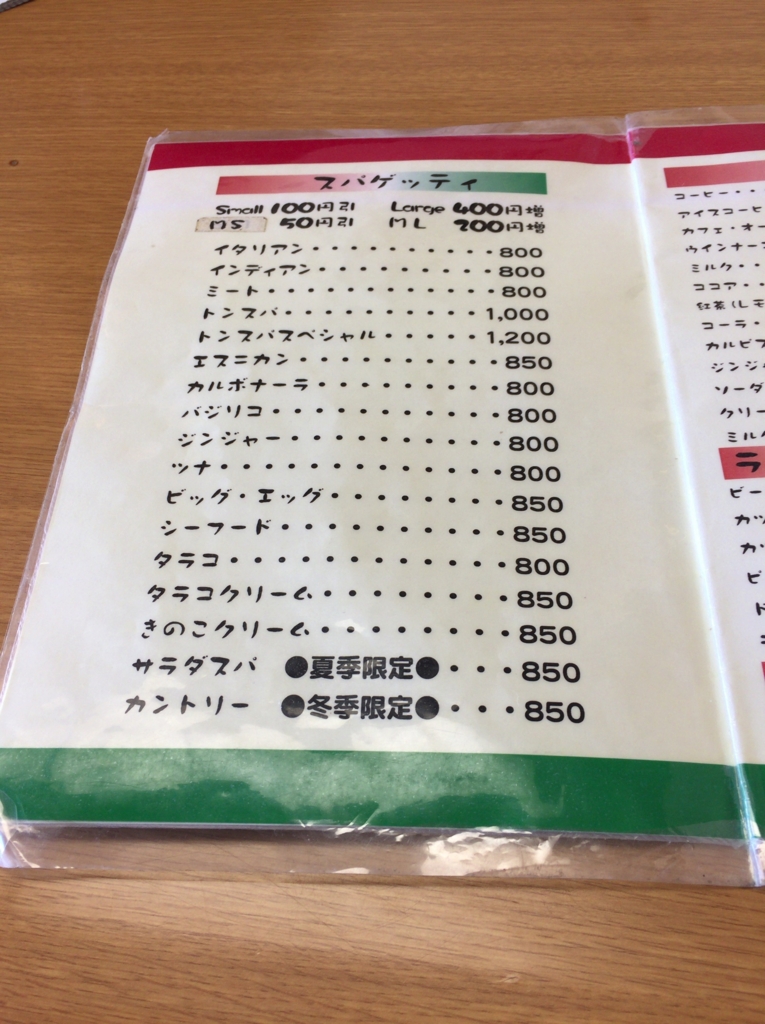 スパゲッティ
Small 100円引 Large 400円増
MS 50円引 ML 200円増
イタリアン・・・・・・・・・・800
インディアン・・・・・・・・・800
ミート・・・・・・・・・・・・800
トンスパ・・・・・・・・・・・1,000
トンスパスペシャル・・・・・・1,200
エスニカン・・・・・・・・・・850
カルボナーラ・・・・・・・・・800
バジリコ・・・・・・・・・・・800
ジンジャー・・・・・・・・・・800
ツナ・・・・・・・・・・・・・800
ビッグ・エッグ・・・・・・・・850
シーフード・・・・・・・・・・850
タラコ・・・・・・・・・・・・800
タラコクリーム・・・・・・・・850
きのこクリーム・・・・・・・・850
サラダスパ ●夏季限定●・・・850
カントリー ●冬季限定●・・・850
コーヒー・・
アイスコーヒ
カフェ・オー
ウインナー
ミルク・・
ココア・・
紅茶(レモ
コーラ・
カルピス
ジンジ
ソーダ
クリー
ミルク
ラ
ビー
カッ
カッ
ビ
ド